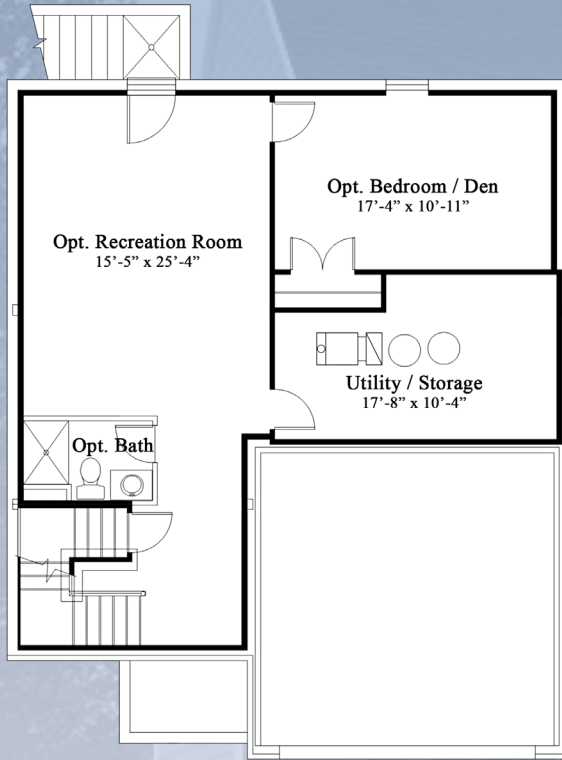 Opt. Bedroom / Den
17’-4” x 10’-11”
Opt. Recreation Room
15’-5” x 25’-4”
Utility / Storage
17’-8” x 10’-4”
Opt. Bath